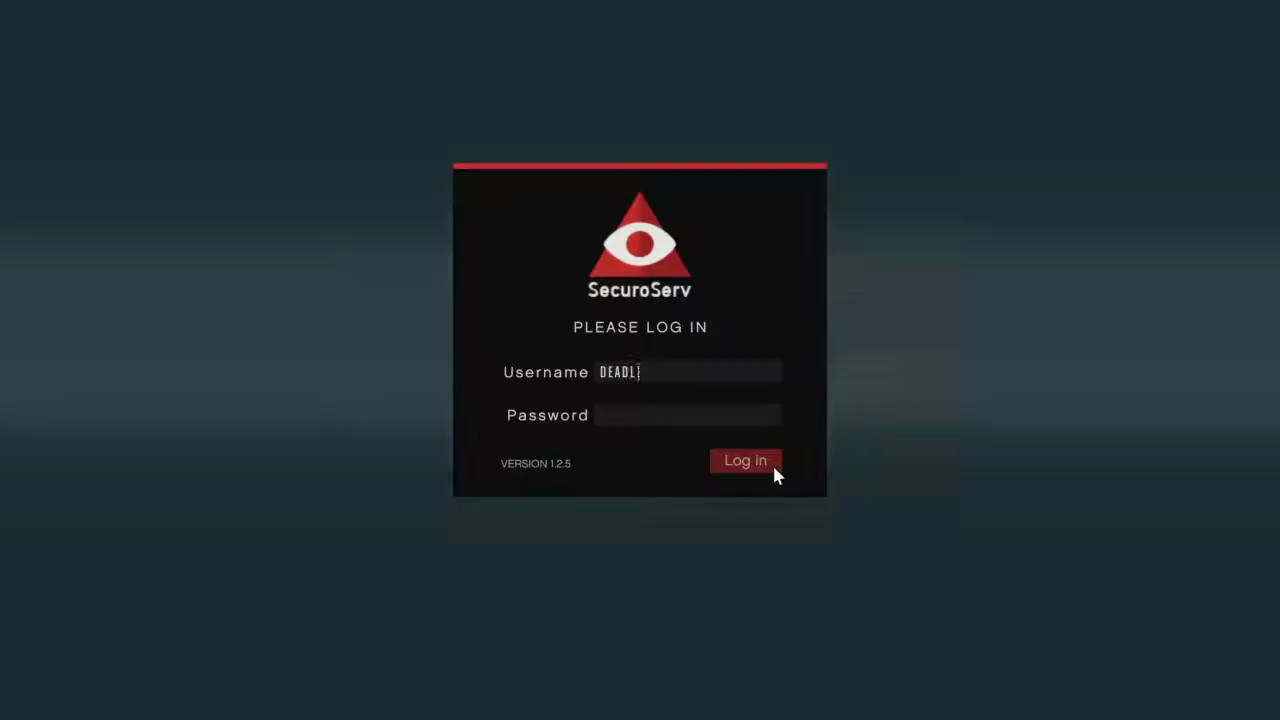 SecuroServ
PLEASE LOG IN
Username DEADL
Password
VERSION 1.2.5 Log in